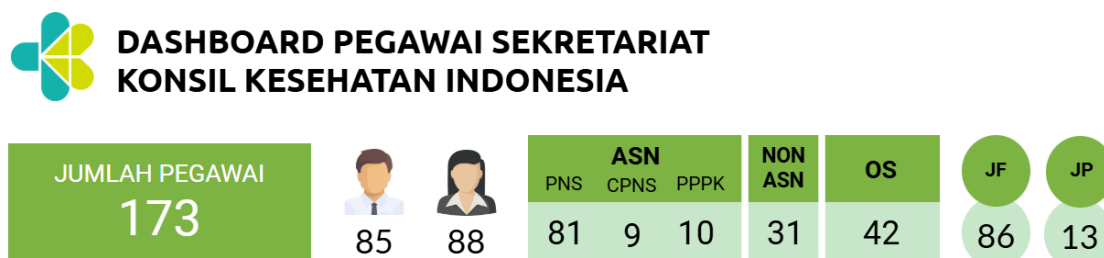 DASHBOARD PEGAWAI SEKRETARIAT
KONSIL KESEHATAN INDONESIA
JUMLAH PEGAWAI
173
85 88
ASN
PNS CPNS PPPK
81 9 10
NON
ASN
31
OS
42
JF
86
JP
13